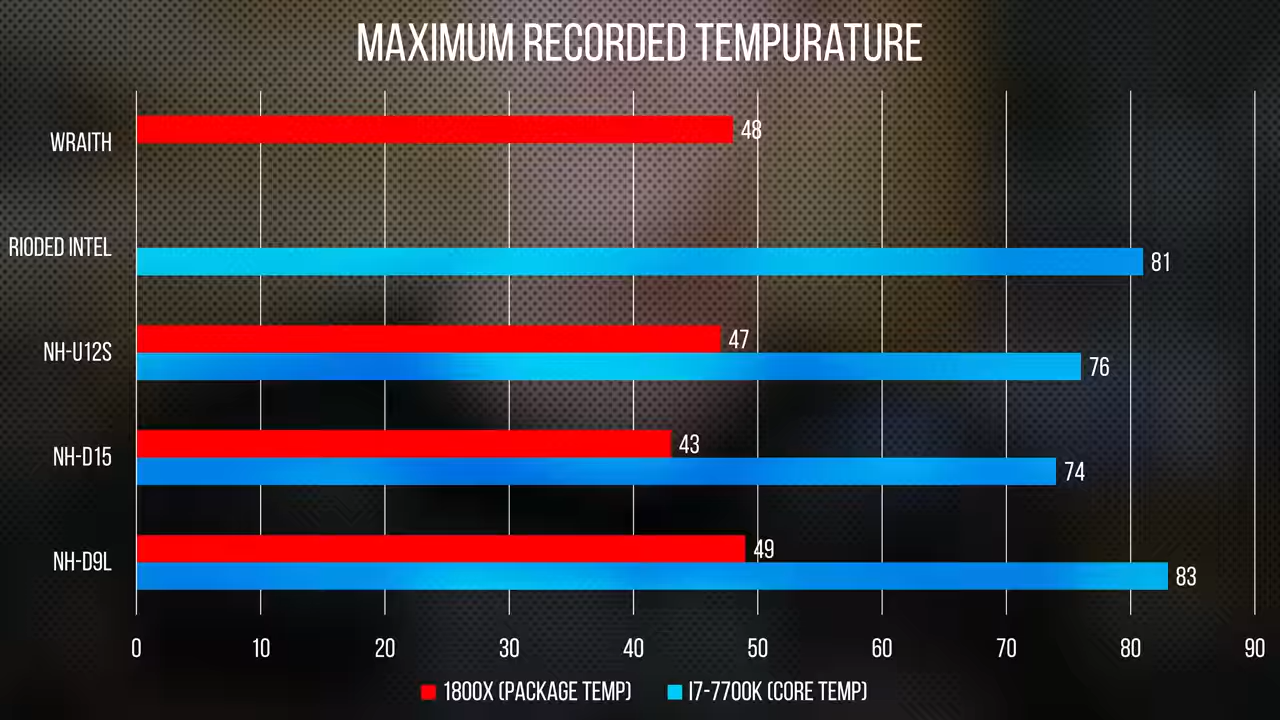 MAXIMUM RECORDED TEMPURATURE
WRAITH
48
RIODED INTEL
81
NH-U12S
47
76
NH-D15
43
74
NH-D9L
49
83
0 10 20 30 40 50 60 70 80 90
1800X (PACKAGE TEMP) I7-7700K (CORE TEMP)